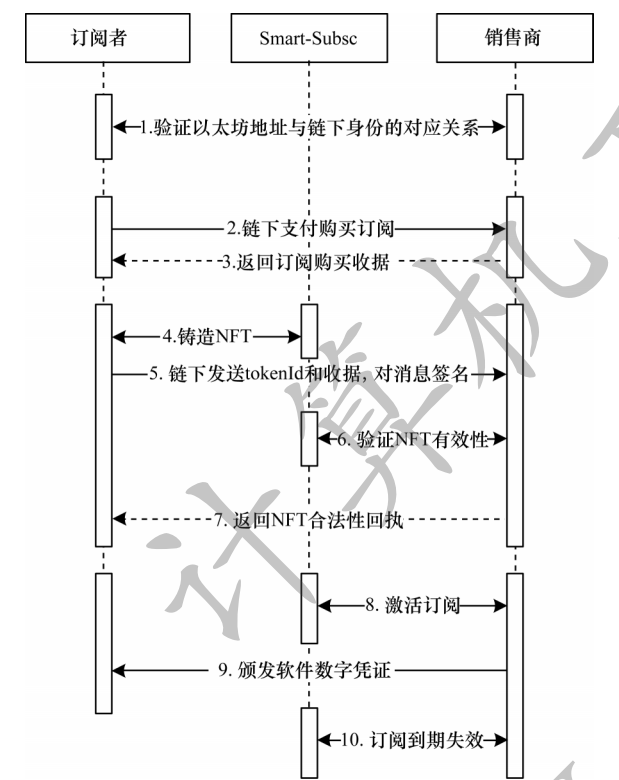 订阅者
Smart-Subsc
销售商
1.验证以太坊地址与链下身份的对应关系
2.链下支付购买订阅
3.返回订阅购买收据
4.铸造NFT
5. 链下发送tokenId和收据, 对消息签名
6. 验证NFT有效性
7. 返回NFT合法性回执
8. 激活订阅
9. 颁发软件数字凭证
10. 订阅到期失效
计算机